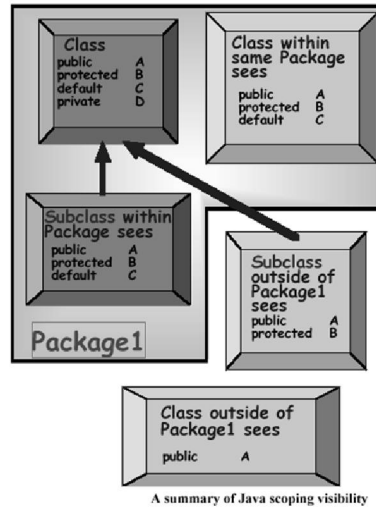 Class
public A
protected B
default C
private D
Class within
same Package
sees
public A
protected B
default C
Subclass within
Package sees
public A
protected B
default C
Subclass
outside of
Package1
sees
public A
protected B
Package1
Class outside of
Package1 sees
public A
A summary of Java scoping visibility